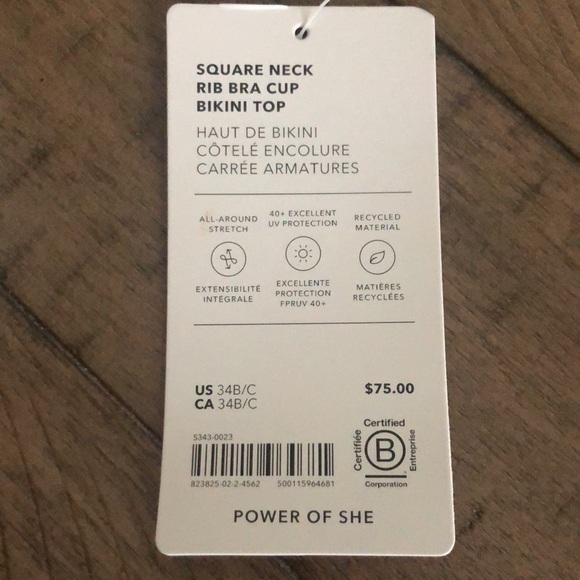 SQUARE NECK
RIB BRA CUP
BIKINI TOP
HAUT DE BIKINI
CÔTELÉ ENCOLURE
CARRÉE ARMATURES
ALL-AROUND
STRETCH
EXTENSIBILITÉ
INTÉGRALE
40+ EXCELLENT
UV PROTECTION
EXCELLENTE
PROTECTION
FPRUV 40+
RECYCLED
MATERIAL
MATIÈRES
RECYCLÉES
US 34B/C
CA 34B/C
$75.00
S343-0023
823825-02-2-4562 500115964681
Certified
Certifiée
B
Entreprise
Corporation
POWER OF SHE